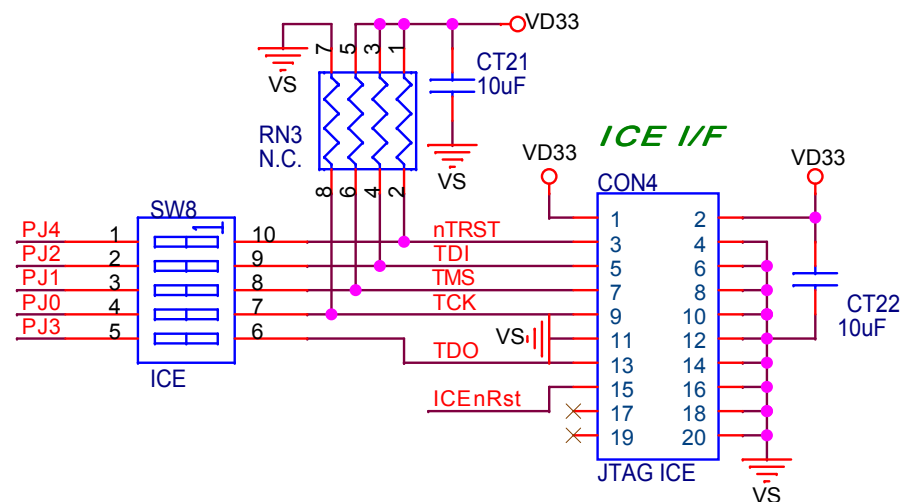 VD33
7 5 3 1
VS
CT21
10uF
RN3
N.C.
VS
8 6 4 2
ICE I/F
VD33
VD33
CON4
SW8
1
PJ4 1 10 nTRST 3 4
1 2
PJ2 2 9 TDI 5 6
PJ1 3 8 TMS 7 8
PJ0 4 7 TCK 9 10
CT22
10uF
PJ3 5 6 VS 11 12
TDO 13 14
ICE
ICEnRst 15 16
17 18
19 20
JTAG ICE
VS